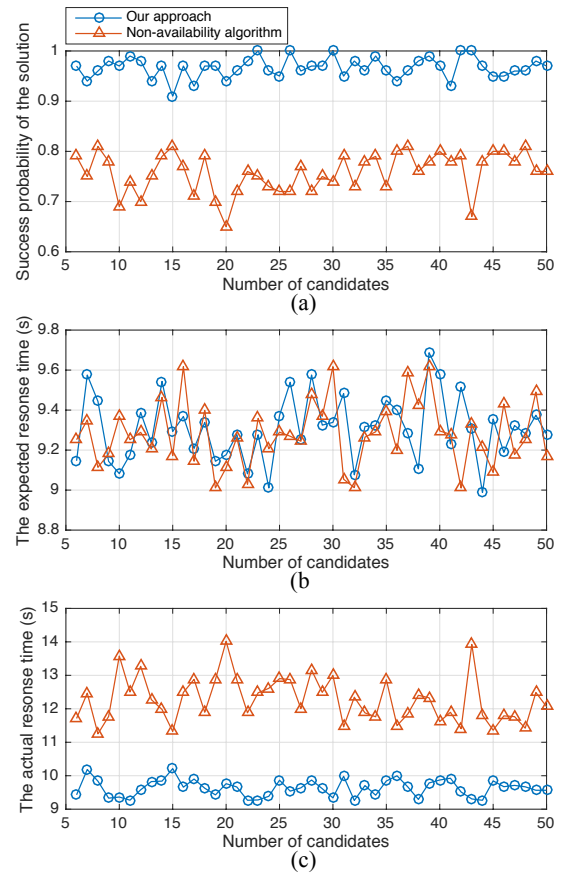 (a)
Our approach
Non-availability algorithm
Success probability of the solution
1
0.9
0.8
0.7
0.6
5 10 15 20 25 30 35 40 45 50
Number of candidates
(a)
The expected resonse time (s)
9.8
9.6
9.4
9.2
9
8.8
5 10 15 20 25 30 35 40 45 50
Number of candidates
(b
The actual resonse time (s)
15
14
13
12
11
10
9
5 10 15 20 25 30 35 40 45 50
Number of candidates
(c)